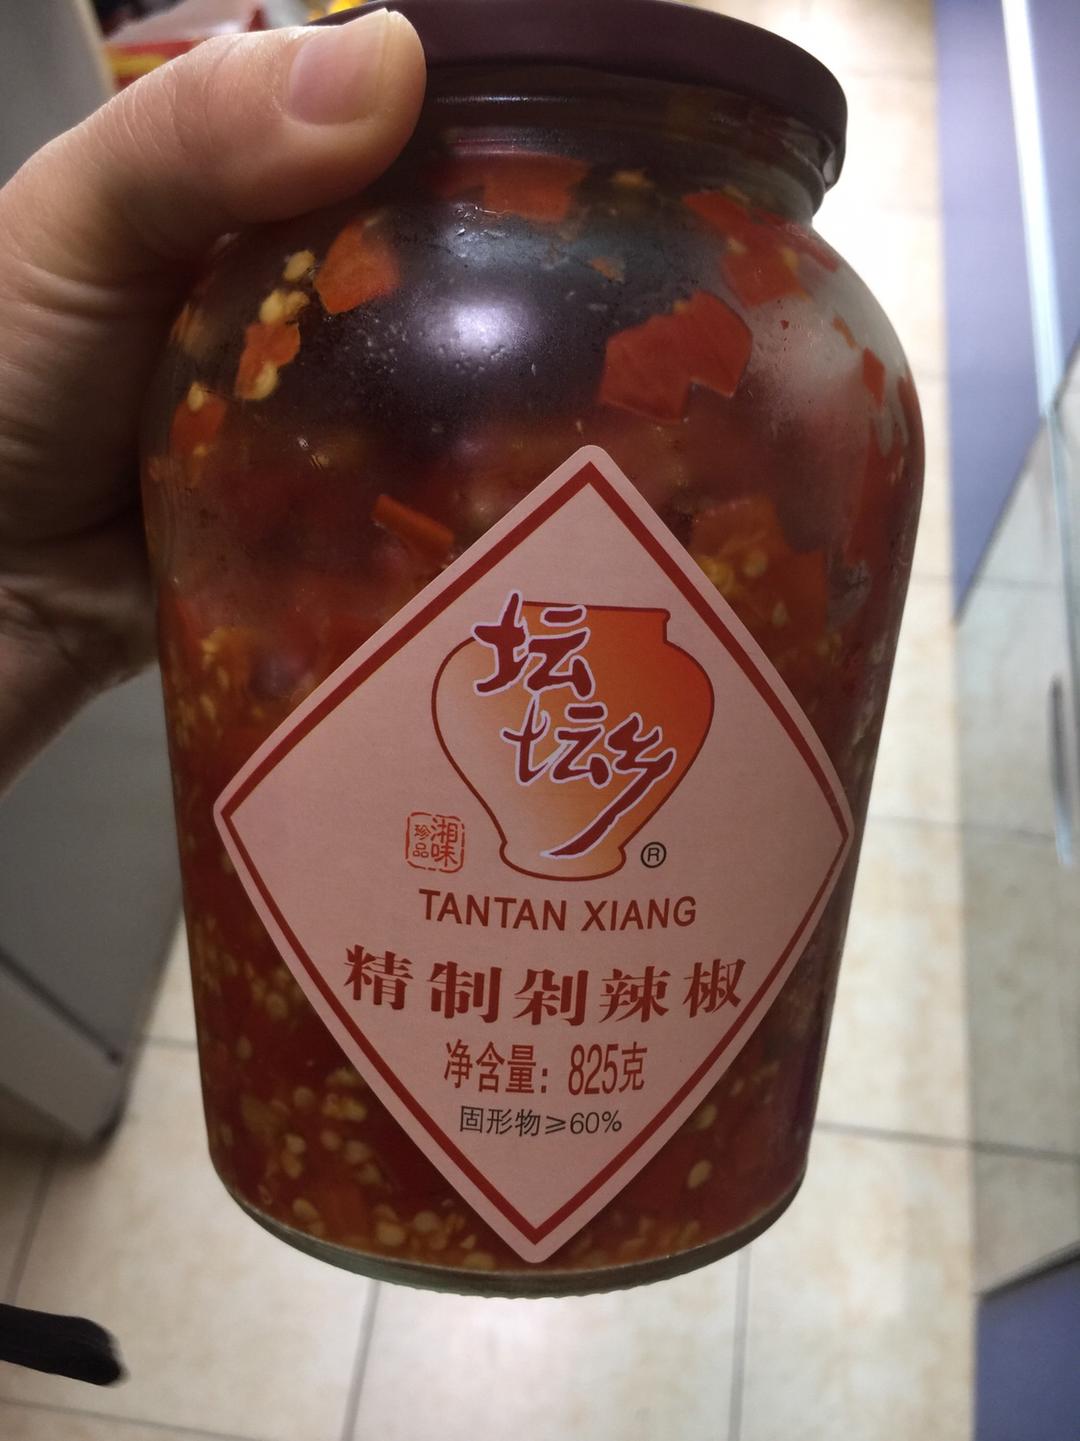 坛
坛乡
湘味
珍品
®
TANTAN XIANG
精制剁辣椒
净含量：825克
固形物≥60%